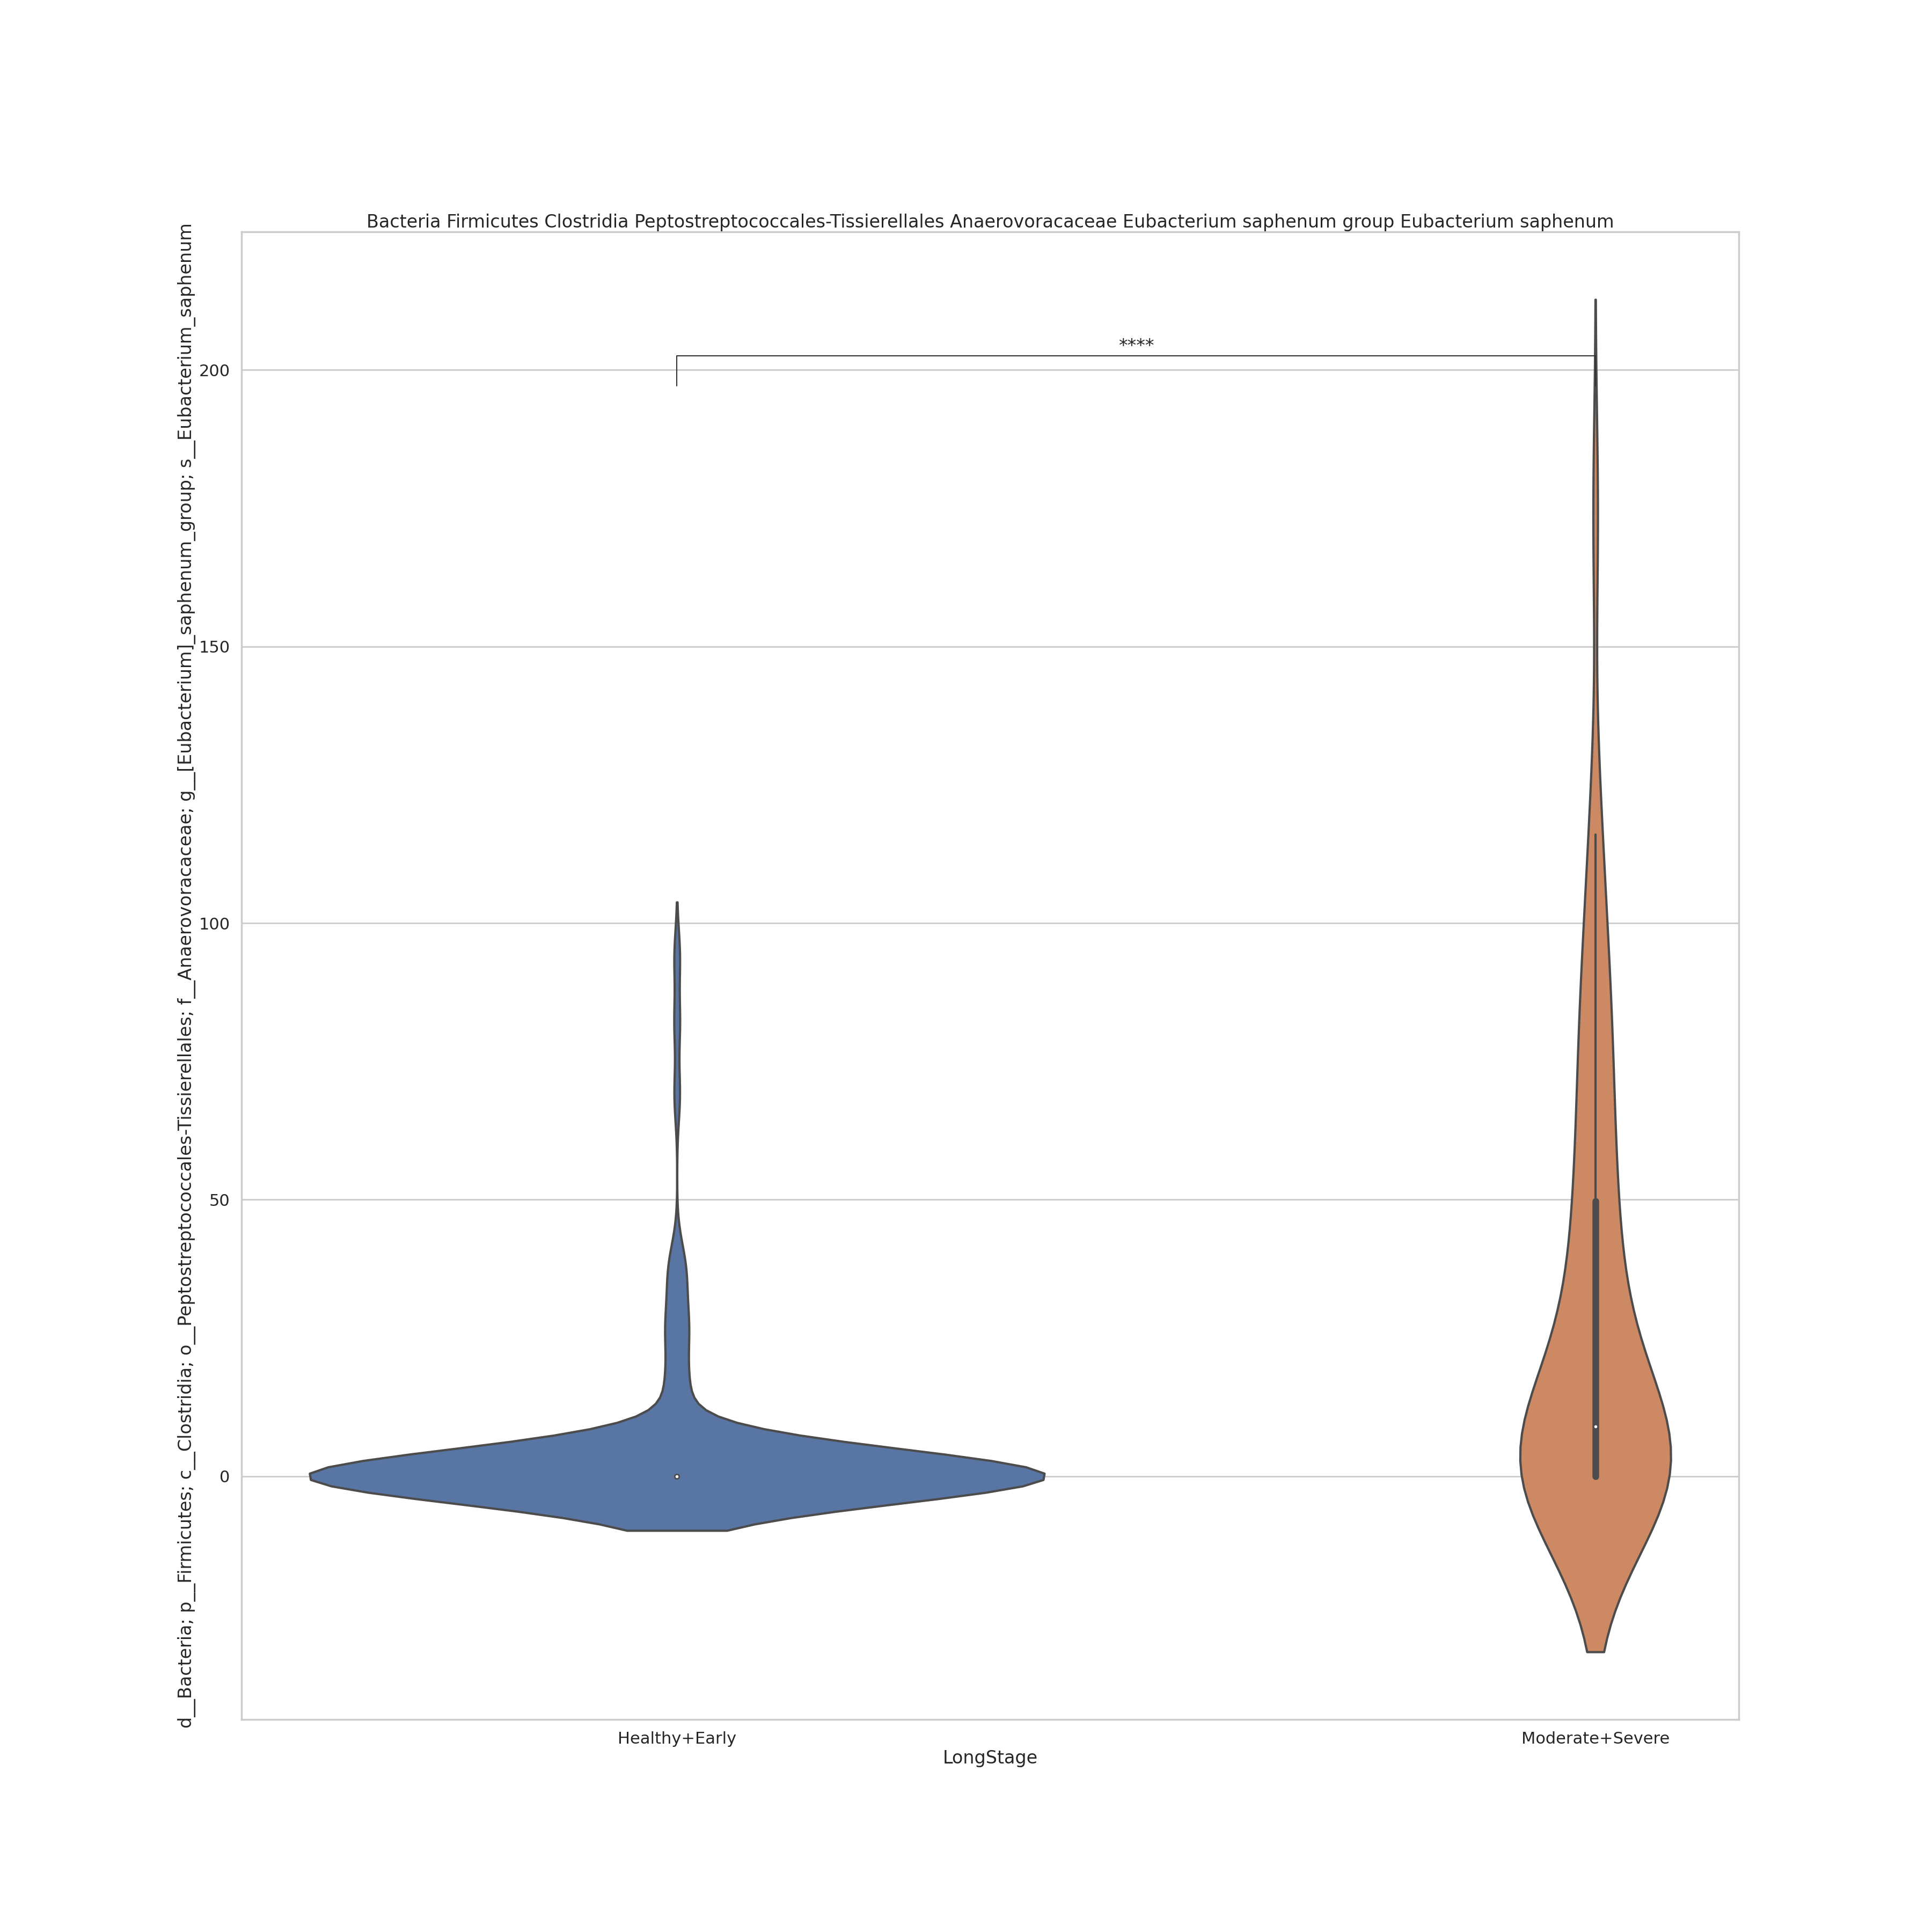 Bacteria Firmicutes Clostridia Peptostreptococcales-Tissierellales Anaerovoracaceae Eubacterium saphenum group Eubacterium saphenum
d__Bacteria; p__Firmicutes; c__Clostridia; o__Peptostreptococcales-Tissierellales; f__Anaerovoracaceae; g__[Eubacterium]_saphenum_group; s__Eubacterium_saphenum
****
200
150
100
50
0
Healthy+Early
Moderate+Severe
LongStage